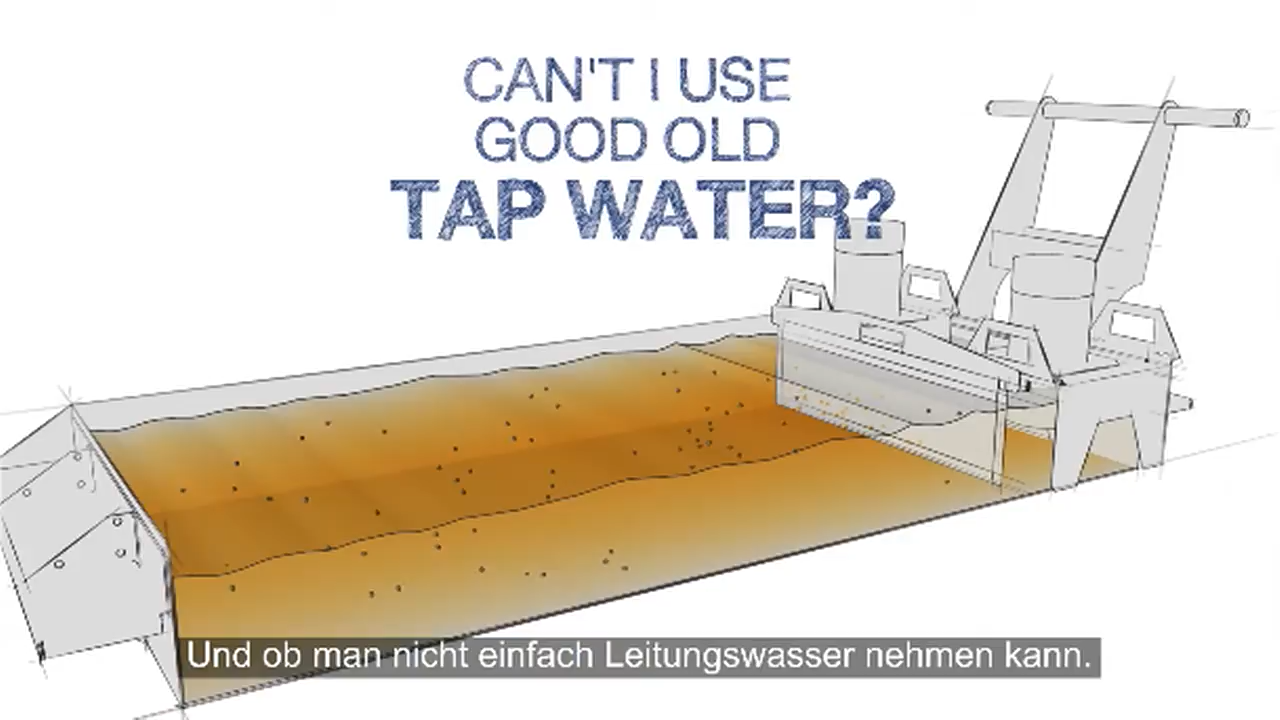 CAN'T I USE
GOOD OLD
TAP WATER?
Und ob man nicht einfach Leitungswasser nehmen kann.